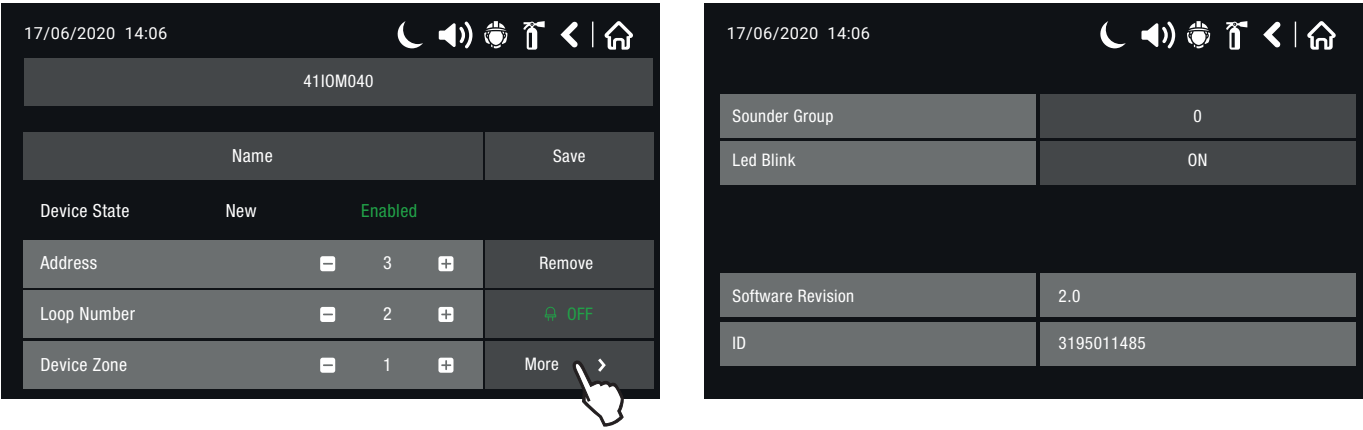 17/06/2020 14:06
41IOM040
Name Save
Device State New Enabled
Address 3 Remove
Loop Number 2 OFF
Device Zone 1 More
17/06/2020 14:06
Sounder Group 0
Led Blink ON
Software Revision 2.0
ID 3195011485